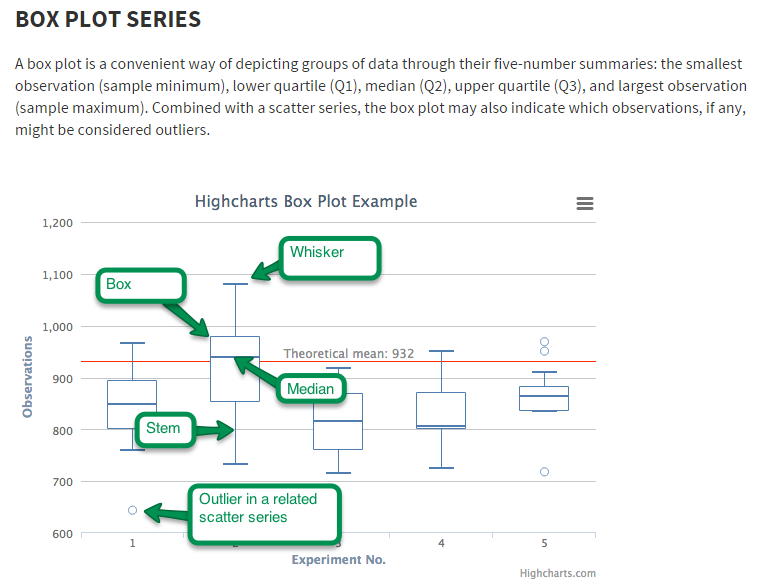 BOX PLOT SERIES
A box plot is a convenient way of depicting groups of data through their five-number summaries: the smallest
observation (sample minimum), lower quartile (Q1), median (Q2), upper quartile (Q3), and largest observation
(sample maximum). Combined with a scatter series, the box plot may also indicate which observations, if any,
might be considered outliers.
Highcharts Box Plot Example
1,200
1,100
1,000
900
800
700
600
Observations
Whisker
Box
Theoretical mean: 932
Median
Stem
Outlier in a related
scatter series
1
4
5
Experiment No.
Highcharts.com